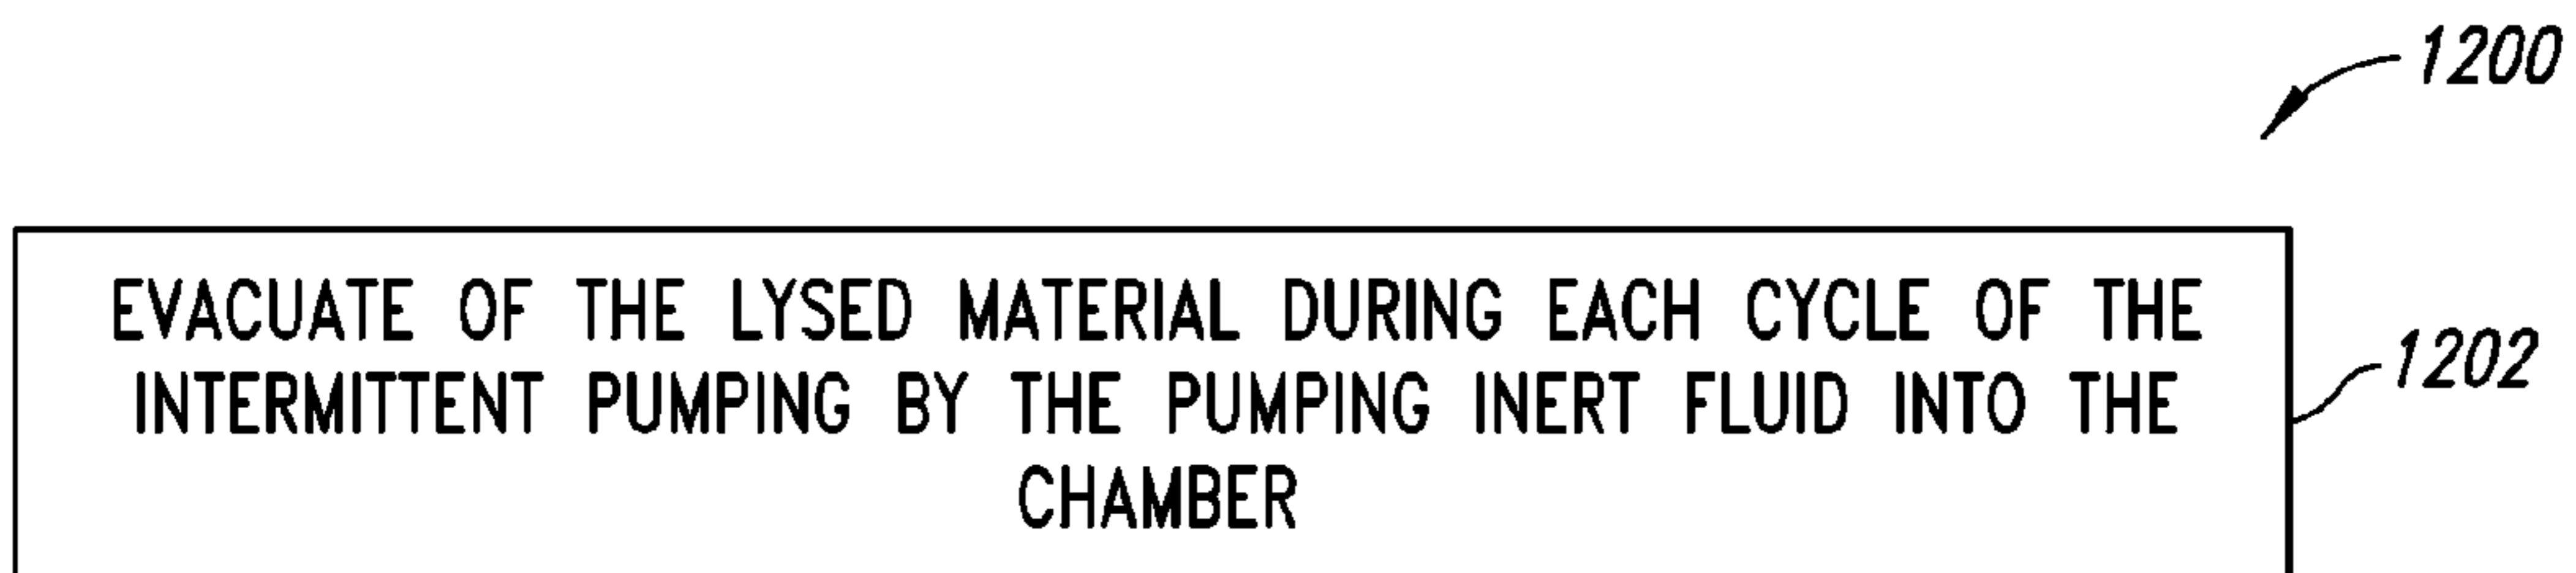 1200
EVACUATE OF THE LYSED MATERIAL DURING EACH CYCLE OF THE
INTERMITTENT PUMPING BY THE PUMPING INERT FLUID INTO THE
CHAMBER
1202